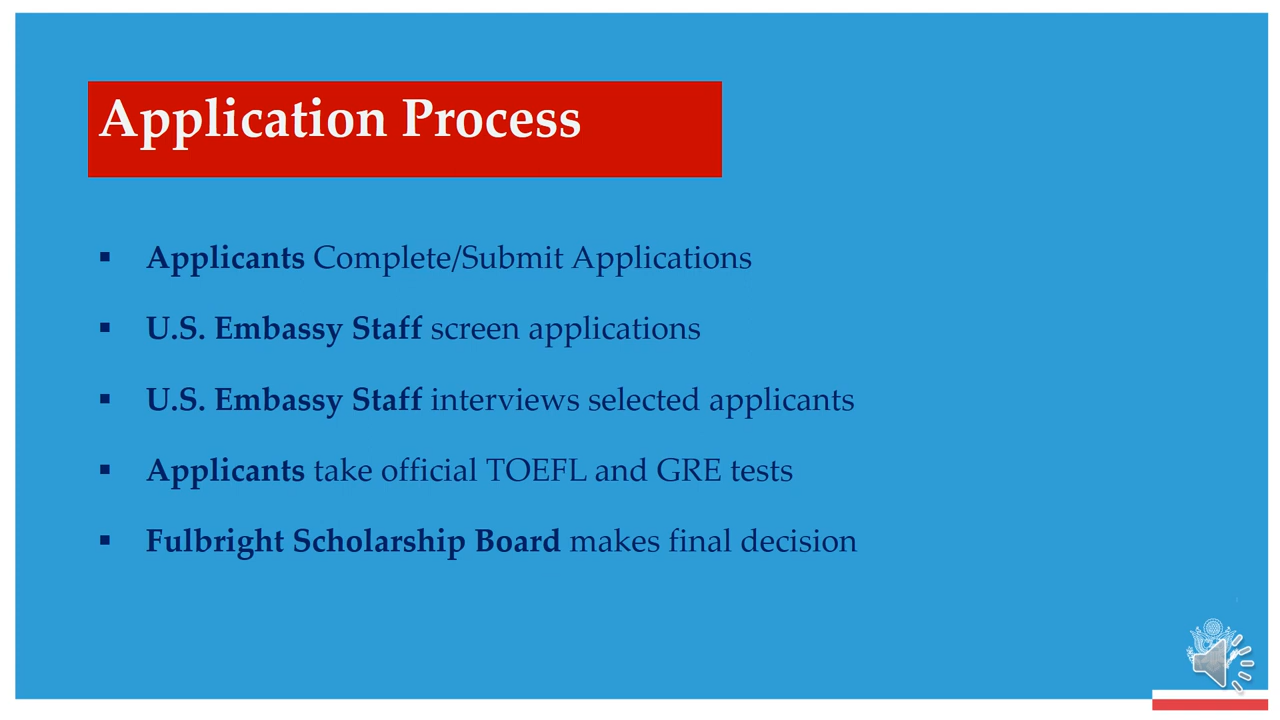 Application Process
▪ Applicants Complete/Submit Applications
▪ U.S. Embassy Staff screen applications
▪ U.S. Embassy Staff interviews selected applicants
▪ Applicants take official TOEFL and GRE tests
▪ Fulbright Scholarship Board makes final decision